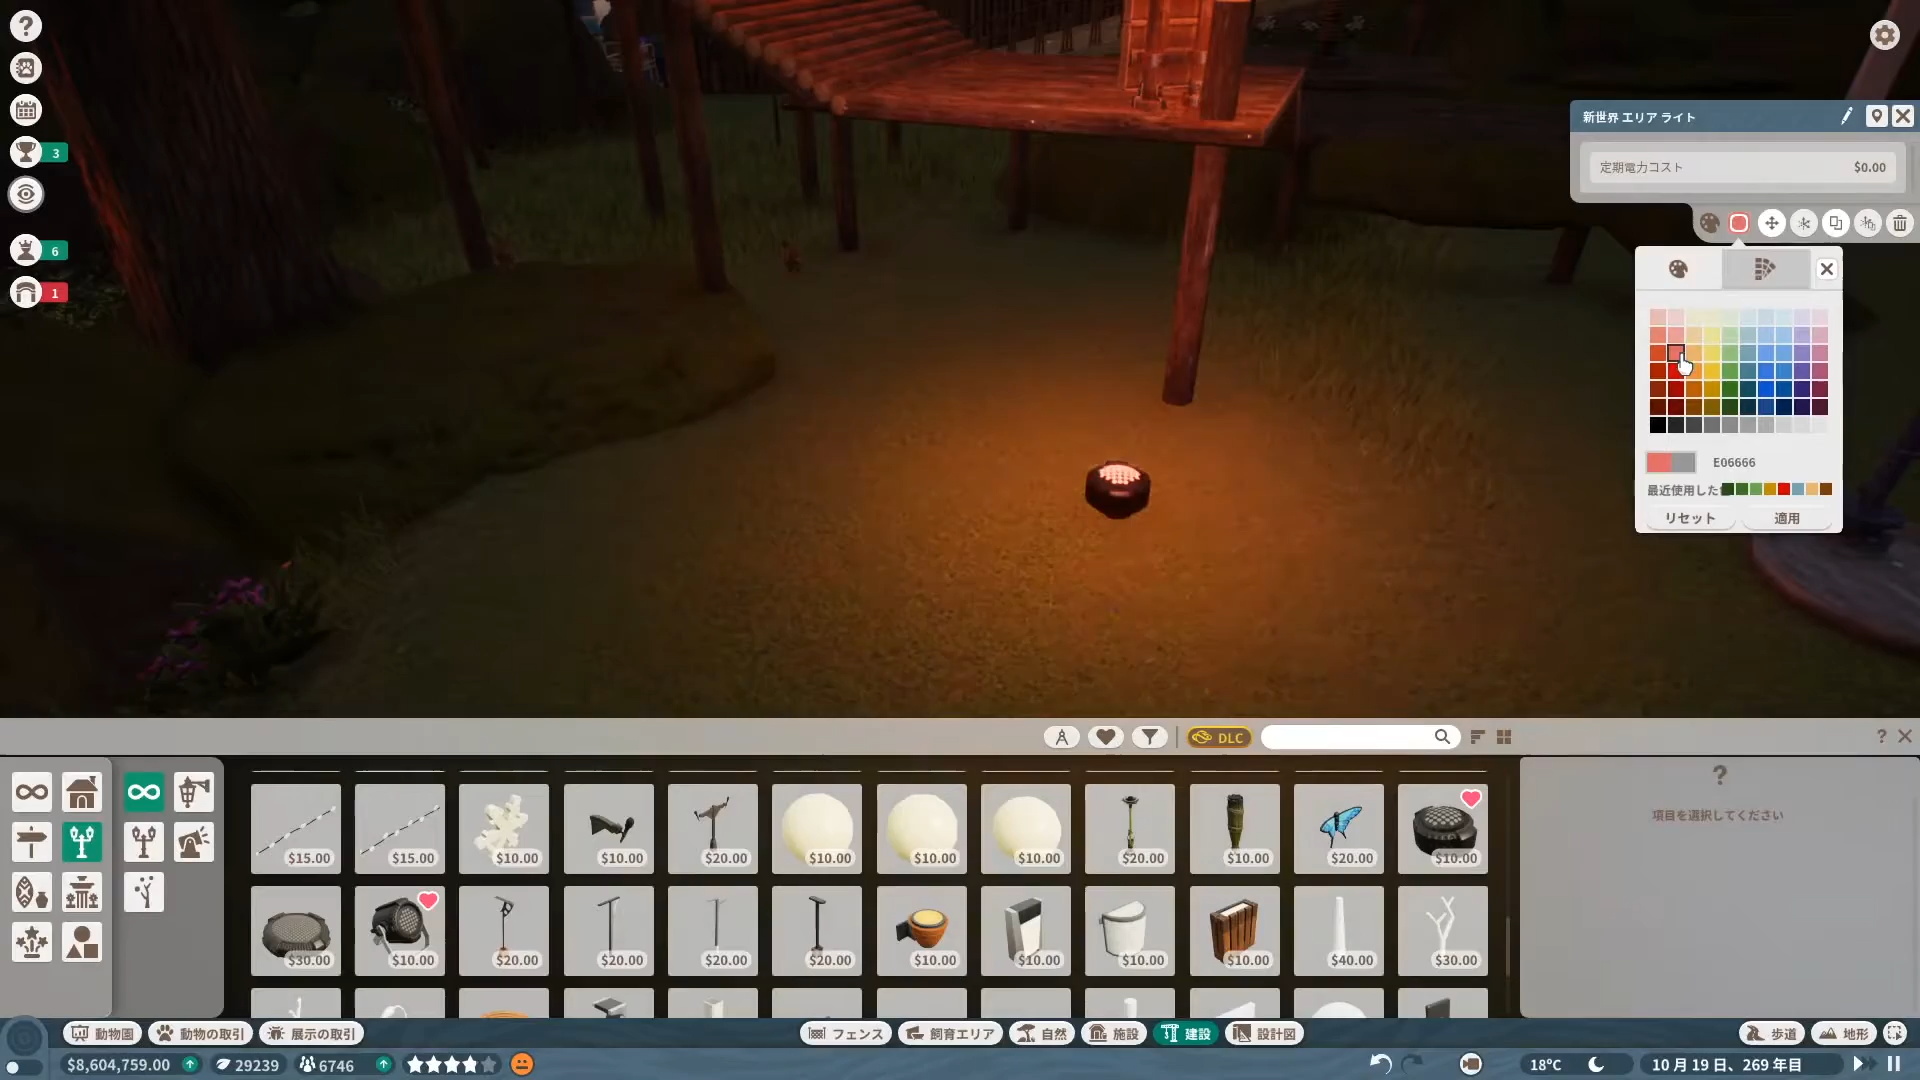 3
6
1
新世界 エリア ライト
定期電力コスト
$0.00
E06666
最近使用した
リセット
適用
DLC
?
×
$15.00
$15.00
$10.00
$10.00
$20.00
$10.00
$10.00
$10.00
$20.00
$10.00
$20.00
$10.00
$30.00
$10.00
$20.00
$20.00
$20.00
$20.00
$10.00
$10.00
$10.00
$10.00
$40.00
$30.00
?
項目を選択してください
動物園
動物の取引
展示の取引
フェンス
飼育エリア
自然
施設
建設
設計図
歩道
地形
$8,604,759.00
29239
6746
18°C
10 月 19 日、269 年目